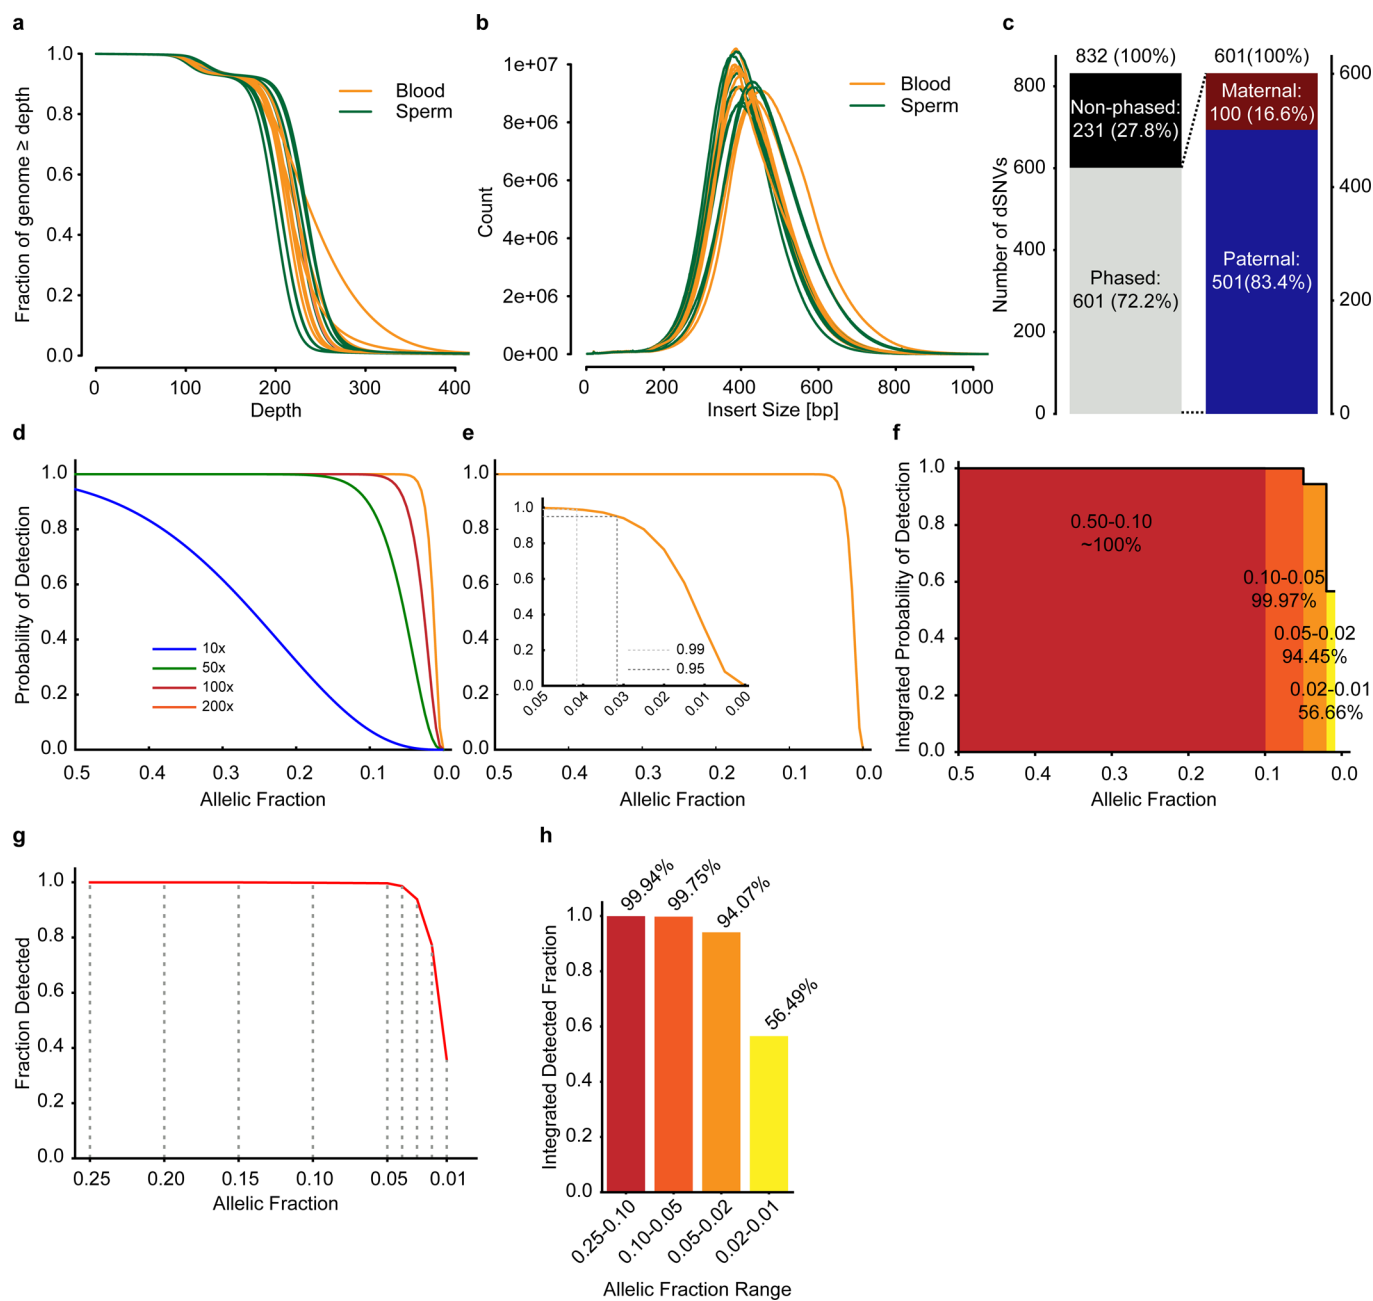 a
1.0
0.8
0.6
0.4
0.2
0.0
Fraction of genome ≥ depth
Blood
Sperm
0
100
200
300
400
Depth
b
1e+07
8e+06
6e+06
4e+06
2e+06
0e+00
Count
Blood
Sperm
0
200
400
600
800
1000
Insert Size [bp]
c
832 (100%)
601(100%)
800
600
400
200
0
Number of dSNVs
Non-phased:
231 (27.8%)
Phased:
601 (72.2%)
Maternal:
100 (16.6%)
Paternal:
501(83.4%)
600
400
200
0
d
1.0
0.8
0.6
0.4
0.2
0.0
Probability of Detection
10x
50x
100x
200x
0.5
0.4
0.3
0.2
0.1
0.0
Allelic Fraction
e
1.0
0.8
0.6
0.4
0.2
0.0
1.0
0.8
0.6
0.4
0.2
0.0
0.99
0.95
0.05
0.04
0.03
0.02
0.01
0.00
0.5
0.4
0.3
0.2
0.1
0.0
Allelic Fraction
f
1.0
0.8
0.6
0.4
0.2
0.0
Integrated Probability of Detection
0.50-0.10
~100%
0.10-0.05
99.97%
0.05-0.02
94.45%
0.02-0.01
56.66%
0.5
0.4
0.3
0.2
0.1
0.0
Allelic Fraction
g
1.0
0.8
0.6
0.4
0.2
0.0
Fraction Detected
0.25
0.20
0.15
0.10
0.05
0.01
Allelic Fraction
h
99.94%
99.75%
94.07%
56.49%
1.0
0.8
0.6
0.4
0.2
0.0
Integrated Detected Fraction
0.25-0.10
0.10-0.05
0.05-0.02
0.02-0.01
Allelic Fraction Range